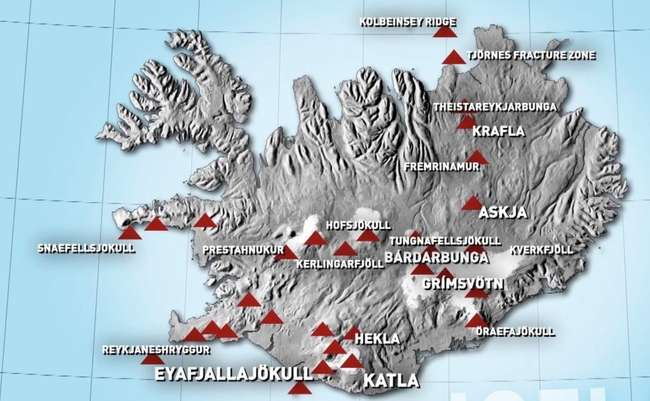 KOLBEINSEY RIDGE
TJÖRNES FRACTURE ZONE
THEISTAREYKJARBUNGA
KRAFLA
FREMRINAMUR
ASKJA
HOFSJÖKULL
SNAEFELLSJÖKULL
PRESTAHNUKUR
TUNGNAFELLSJÖKULL
KVERKFJÖLL
KERLINGARFJÖLL
BÁRDARBUNGA
GRÍMSVÖTN
ÖRAEFAJÖKULL
HEKLA
REYKJANESHRYGGUR
EYAFJALLAJÖKULL
KATLA